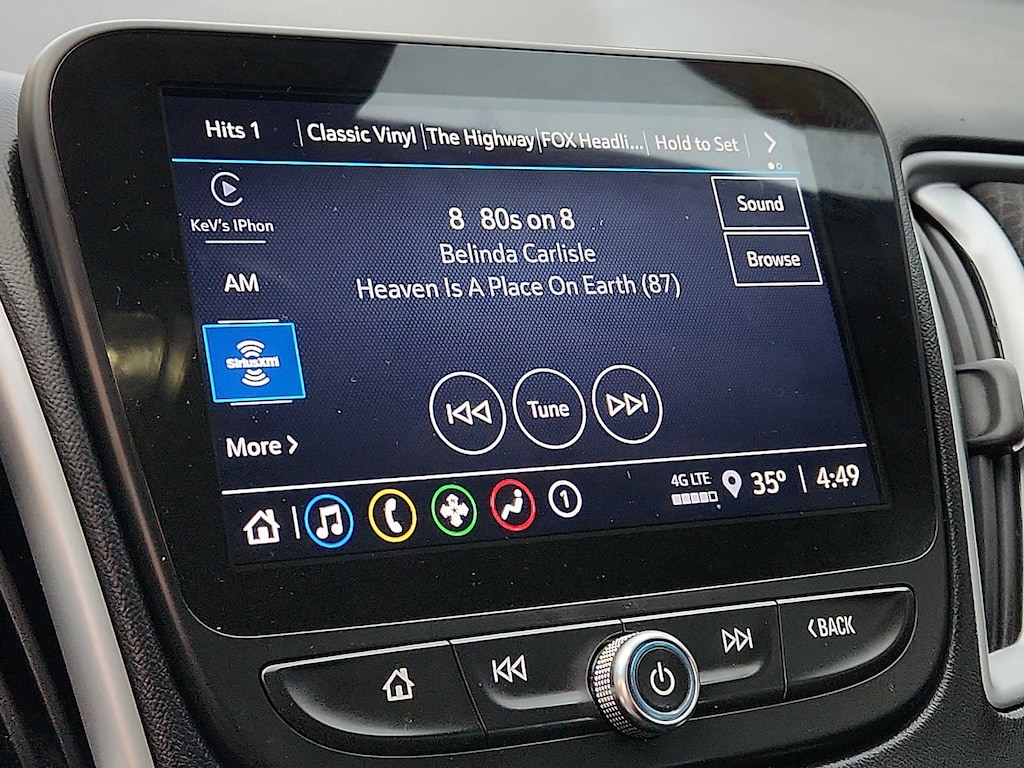 Hits 1 Classic Vinyl The Highway FOX Headli... Hold to Set
KeV's IPhon
8 80s on 8
Sound
Belinda Carlisle
Browse
AM
Heaven Is A Place On Earth (87)
SiriusXM
Tune
More
1 4G LTE 35° 4:49
BACK